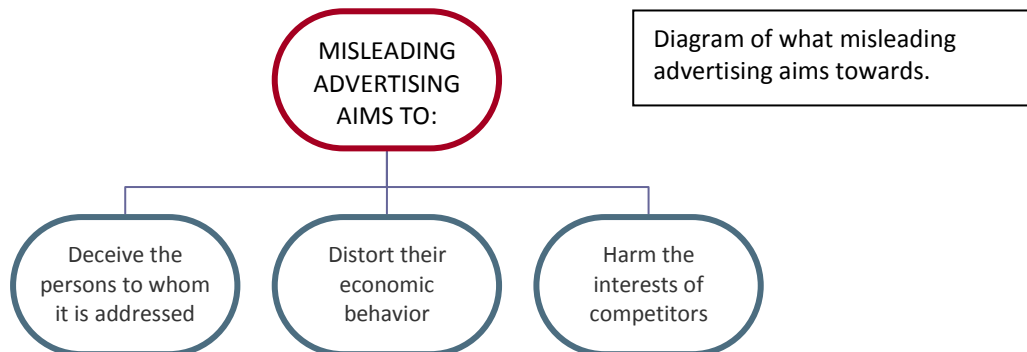 MISLEADING
ADVERTISING
AIMS TO:
Diagram of what misleading
advertising aims towards.
Deceive the
persons to whom
it is addressed
Distort their
economic
behavior
Harm the
interests of
competitors